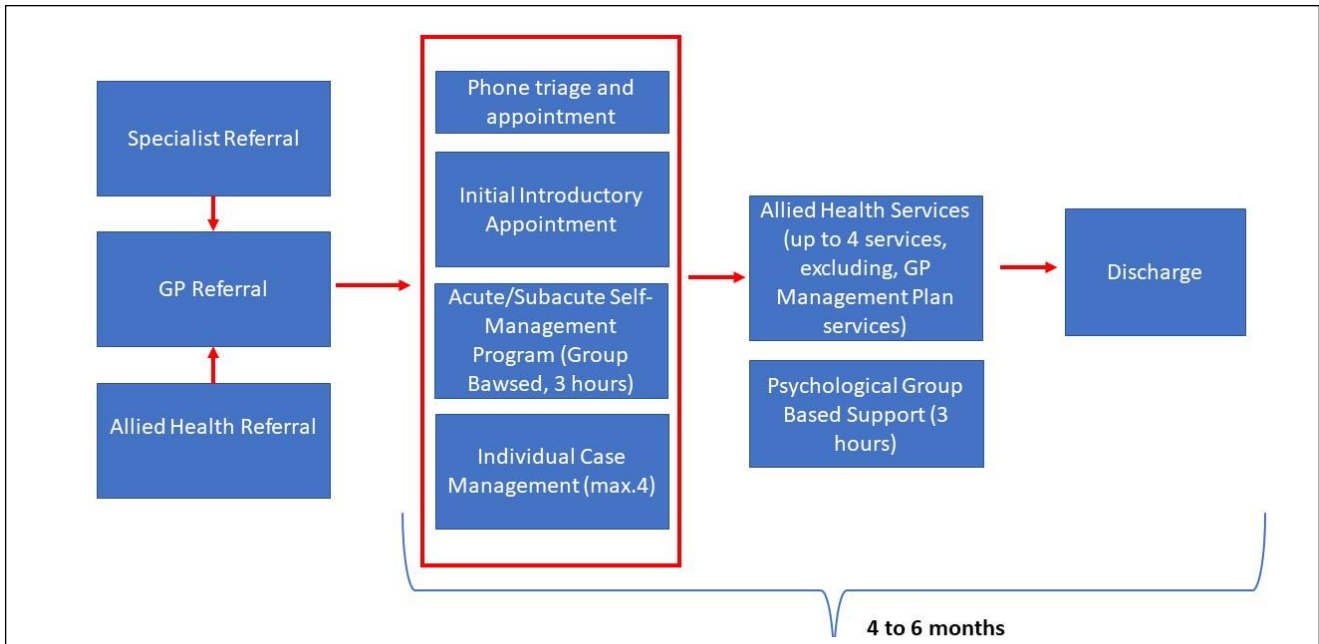 Specialist Referral
GP Referral
Allied Health Referral
Phone triage and
appointment
Initial Introductory
Appointment
Acute/Subacute Self-
Management
Program (Group
Bawsed, 3 hours)
Individual Case
Management (max.4)
Allied Health Services
(up to 4 services,
excluding, GP
Management Plan
services)
Psychological Group
Based Support (3
hours)
Discharge
4 to 6 months